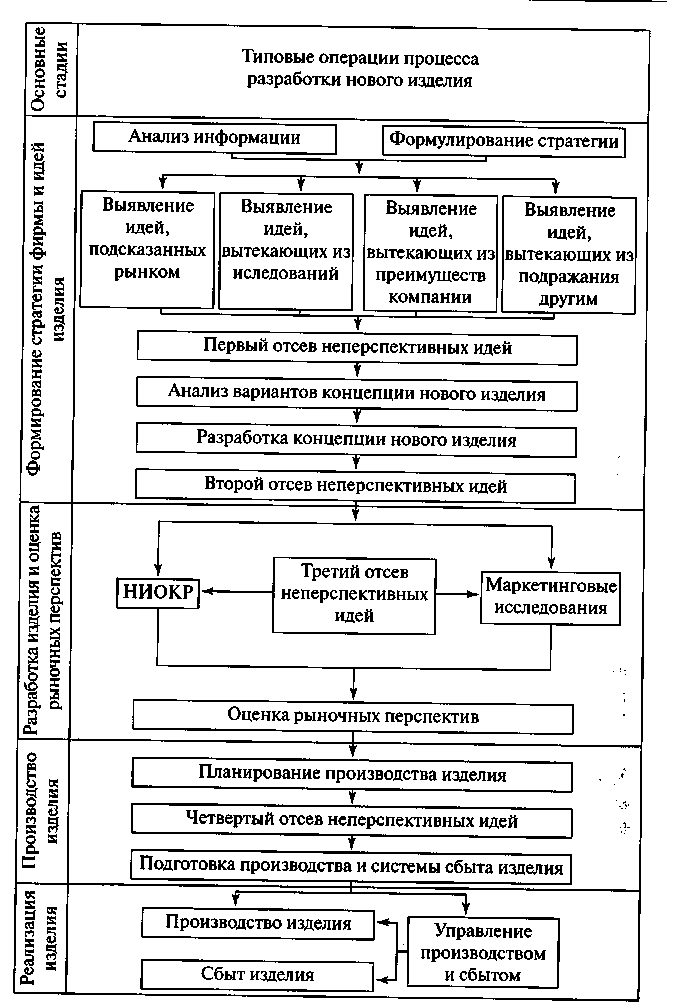 Основные
стадии
Типовые операции процесса
разработки нового изделия
Формирование стратегии фирмы и идей
изделия
Анализ информации
Формулирование стратегии
Выявление
идей,
подсказанных
рынком
Выявление
идей,
вытекающих из
иследований
Выявление
идей,
вытекающих из
преимуществ
компании
Выявление
идей,
вытекающих из
подражания
другим
Первый отсев неперспективных идей
Анализ вариантов концепции нового изделия
Разработка концепции нового изделия
Второй отсев неперспективных идей
Разработка изделия и оценка
рыночных перспектив
НИОКР
Третий отсев
неперспективных
идей
Маркетинговые
исследования
Оценка рыночных перспектив
Производство
изделия
Планирование производства изделия
Четвертый отсев неперспективных идей
Подготовка производства и системы сбыта изделия
Реализация
изделия
Производство изделия
Сбыт изделия
Управление
производством
и сбытом